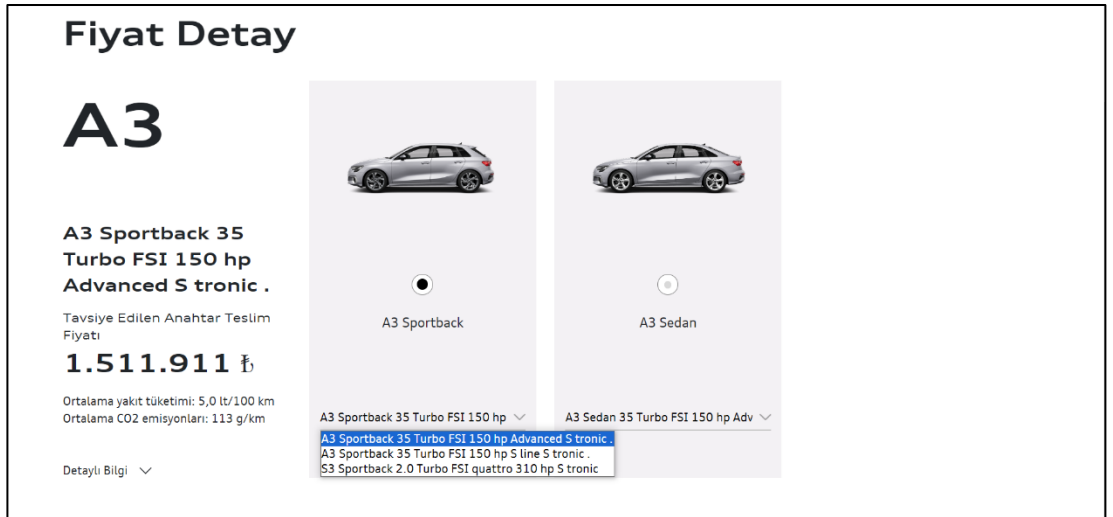 Fiyat Detay
A3
A3 Sportback 35
Turbo FSI 150 hp
Advanced S tronic .
Tavsiye Edilen Anahtar Teslim
Fiyatı
1.511.911 ₺
Ortalama yakıt tüketimi: 5,0 lt/100 km
Ortalama CO2 emisyonları: 113 g/km
Detaylı Bilgi
A3 Sportback
A3 Sportback 35 Turbo FSI 150 hp
A3 Sportback 35 Turbo FSI 150 hp Advanced S tronic .
A3 Sportback 35 Turbo FSI 150 hp S line S tronic .
S3 Sportback 2.0 Turbo FSI quattro 310 hp S tronic
A3 Sedan
A3 Sedan 35 Turbo FSI 150 hp Adv